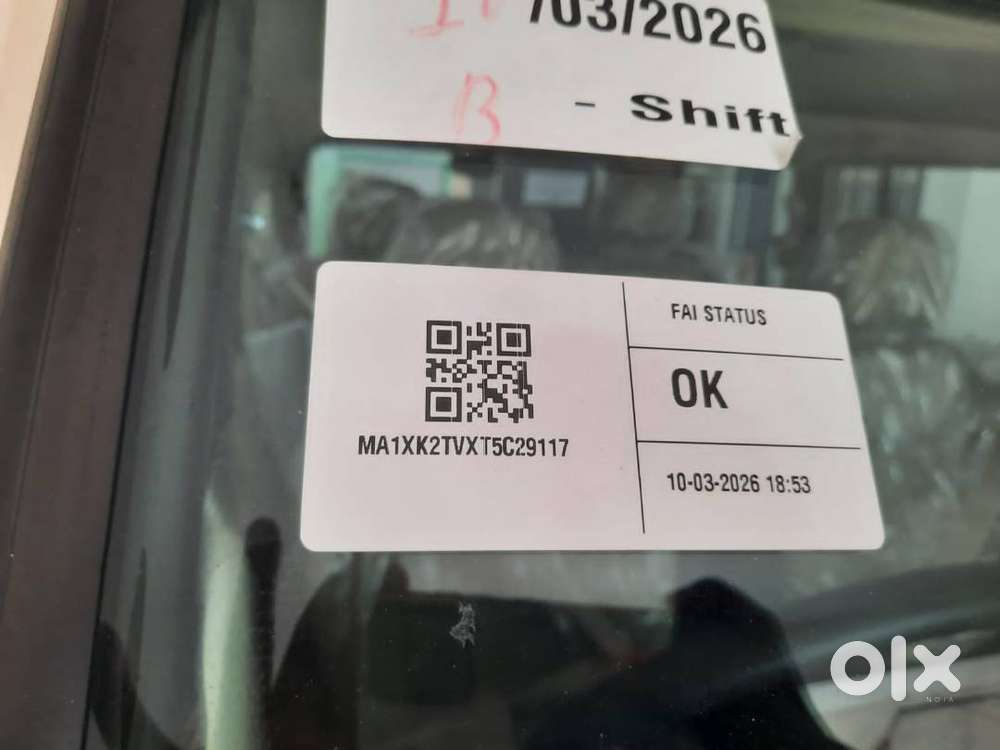 /03/2026
B - Shift
FAI STATUS
OK
MA1XK2TVXT5C29117
10-03-2026 18:53
olx